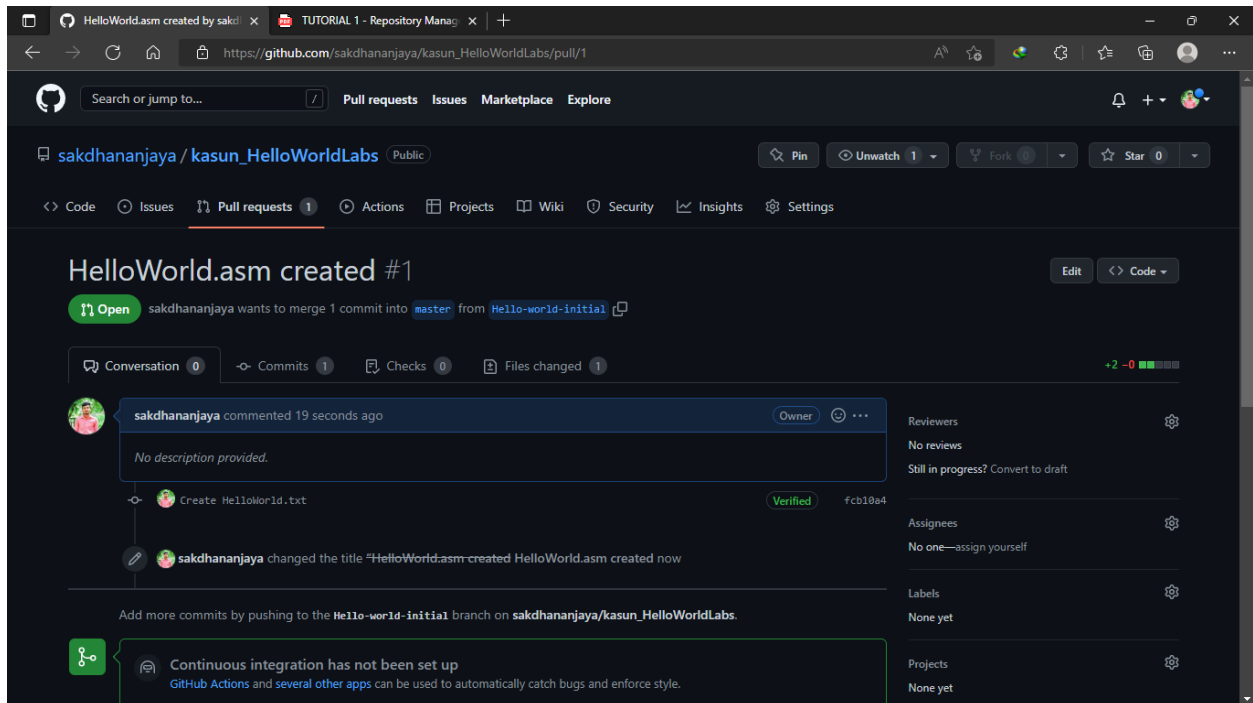 HelloWorld.asm created by sakd
TUTORIAL 1 - Repository Manag
https://github.com/sakdhananjaya/kasun_HelloWorldLabs/pull/1
Search or jump to... /
Pull requests Issues Marketplace Explore
sakdhananjaya / kasun_HelloWorldLabs Public
Pin Unwatch 1 Fork 0 Star 0
Code Issues Pull requests 1 Actions Projects Wiki Security Insights Settings
HelloWorld.asm created #1
Edit <> Code
Open sakdhananjaya wants to merge 1 commit into master from Hello-world-initial
Conversation 0 Commits 1 Checks 0 Files changed 1 +2 −0
sakdhananjaya commented 19 seconds ago Owner
No description provided.
Create HelloWorld.txt Verified fcb10a4
sakdhananjaya changed the title "HelloWorld.asm created HelloWorld.asm created now
Add more commits by pushing to the Hello-world-initial branch on sakdhananjaya/kasun_HelloWorldLabs.
Continuous integration has not been set up
GitHub Actions and several other apps can be used to automatically catch bugs and enforce style.
Reviewers
No reviews
Still in progress? Convert to draft
Assignees
No one—assign yourself
Labels
None yet
Projects
None yet